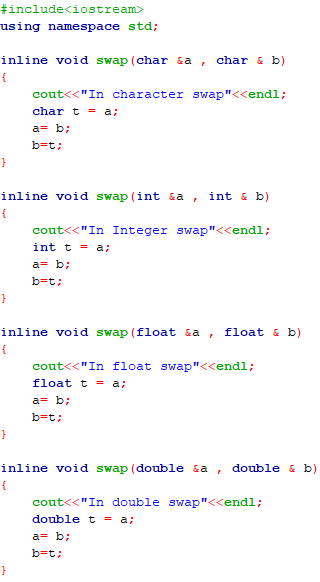 #include<iostream>
using namespace std;

inline void swap(char &a , char & b)
{
    cout<<"In character swap"<<endl;
    char t = a;
    a= b;
    b=t;
}

inline void swap(int &a , int & b)
{
    cout<<"In Integer swap"<<endl;
    int t = a;
    a= b;
    b=t;
}

inline void swap(float &a , float & b)
{
    cout<<"In float swap"<<endl;
    float t = a;
    a= b;
    b=t;
}

inline void swap(double &a , double & b)
{
    cout<<"In double swap"<<endl;
    double t = a;
    a= b;
    b=t;
}